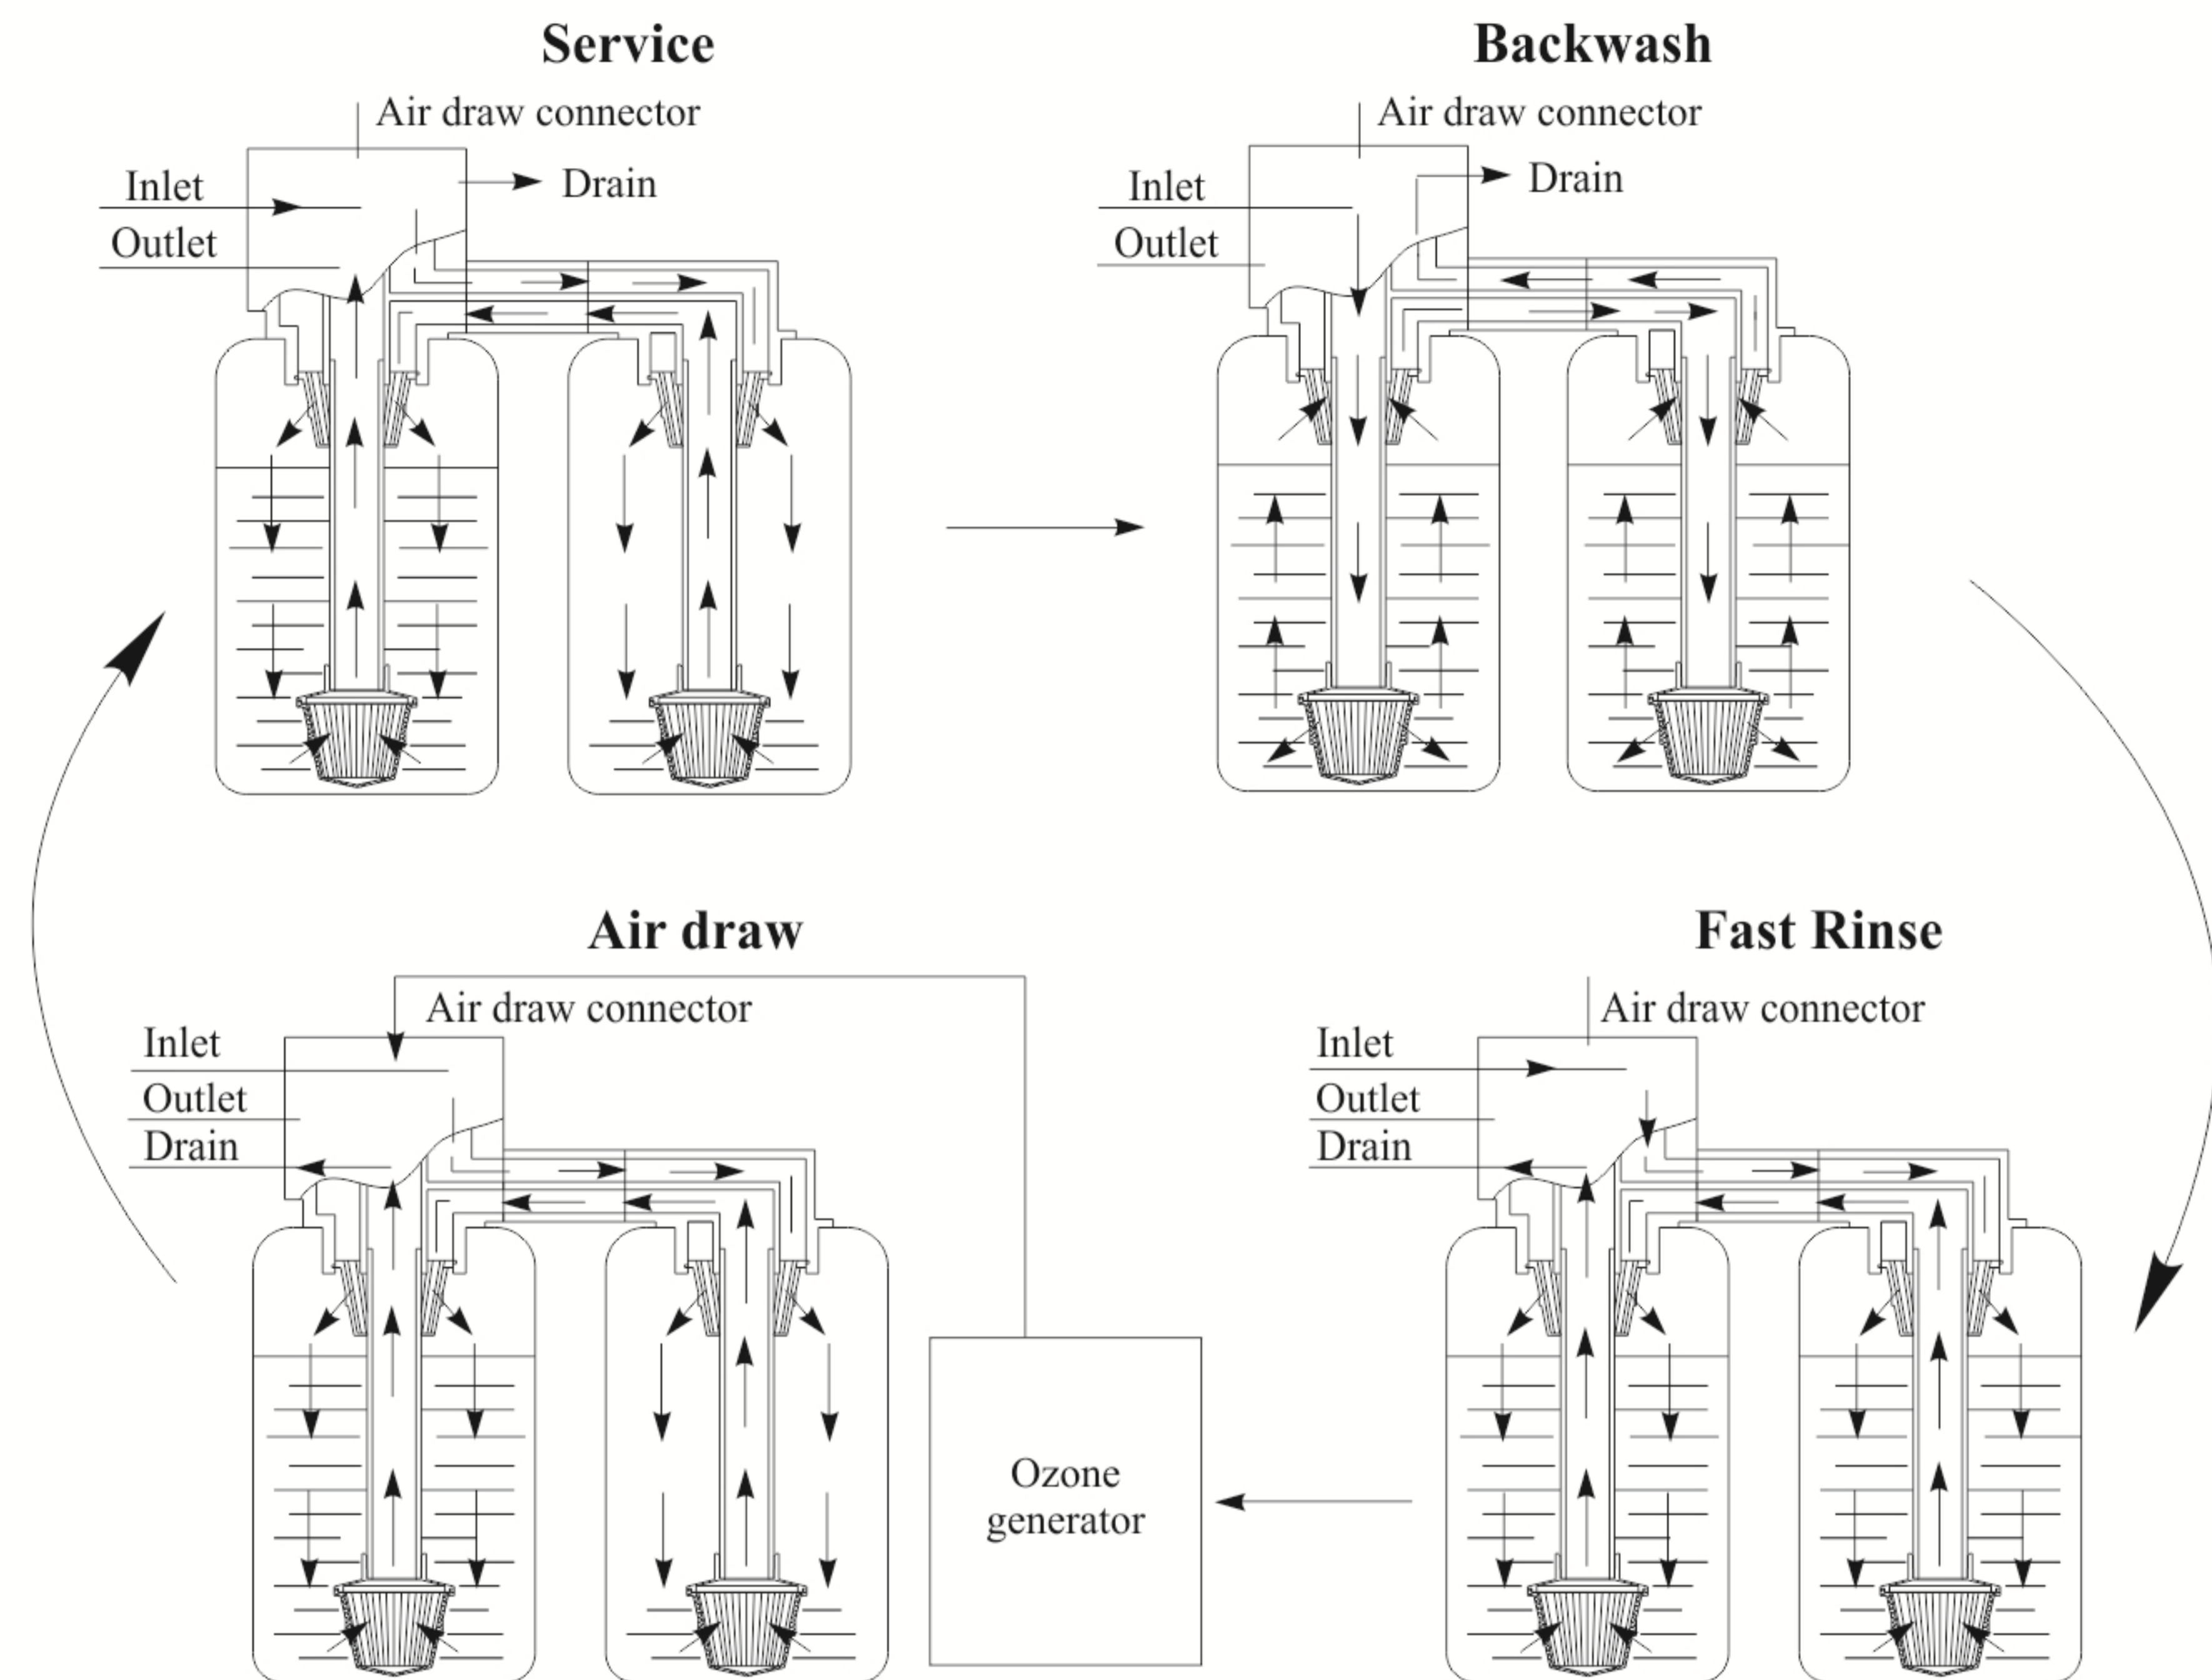 Service
Air draw connector
Inlet
Drain
Outlet
Backwash
Air draw connector
Inlet
Drain
Outlet
Air draw
Air draw connector
Inlet
Outlet
Drain
Ozone
generator
Fast Rinse
Air draw connector
Inlet
Outlet
Drain